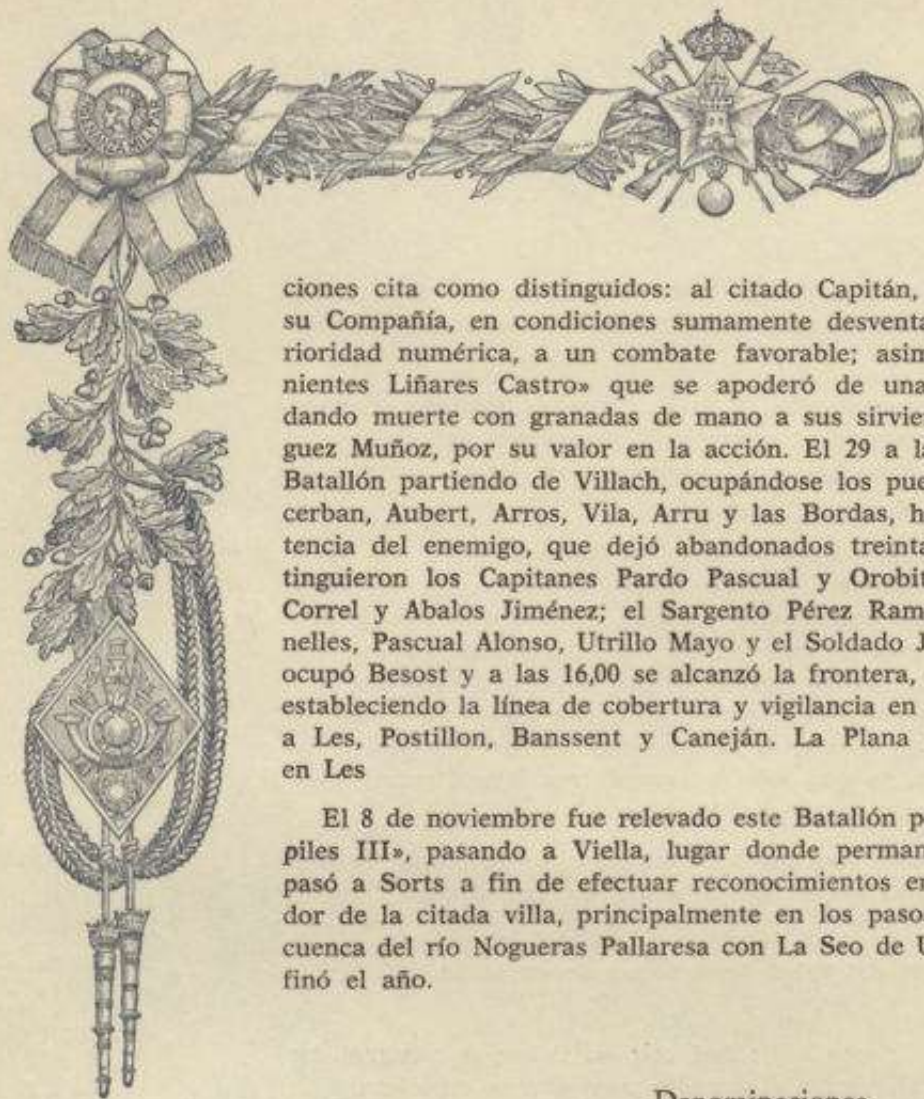 ciones cita como distinguidos: al citado Capitán,
su Compañía, en condiciones sumamente desventa
rioridad numérica, a un combate favorable; asim
nientes Liñares Castro» que se apoderó de una
dando muerte con granadas de mano a sus sirvie
guez Muñoz, por su valor en la acción. El 29 a l
Batallón partiendo de Villach, ocupándose los pue
cerban, Aubert, Arros, Vila, Arru y las Bordas, h
tencia del enemigo, que dejó abandonados treinta
tinguieron los Capitanes Pardo Pascual y Orobit
Correl y Abalos Jiménez; el Sargento Pérez Ram
nelles, Pascual Alonso, Utrillo Mayo y el Soldado J
ocupó Besost y a las 16,00 se alcanzó la frontera,
estableciendo la línea de cobertura y vigilancia en
a Les, Postillon, Banssent y Caneján. La Plana
en Les
El 8 de noviembre fue relevado este Batallón p
piles III», pasando a Viella, lugar donde perman
pasó a Sorts a fin de efectuar reconocimientos en
dor de la citada villa, principalmente en los paso
cuenca del río Nogueras Pallaresa con La Seo de U
finó el año.
Denominaciones